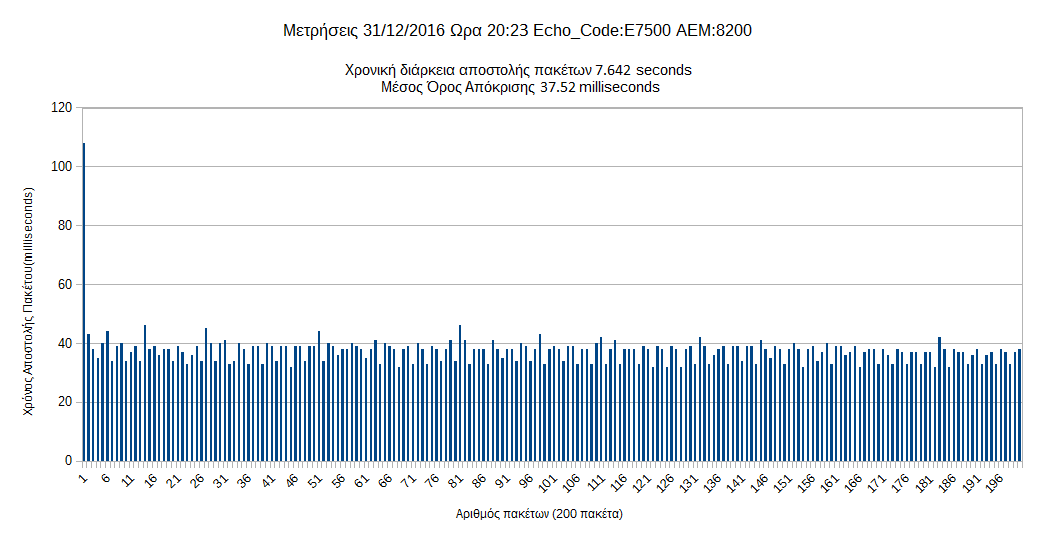 Μετρήσεις 31/12/2016 Ωρα 20:23 Echo_Code:E7500 ΑΕΜ:8200
Χρονική διάρκεια αποστολής πακέτων 7.642 seconds
Μέσος Όρος Απόκρισης 37.52 milliseconds
Χρόνος Αποστολής Πακέτου(milliseconds)
120
100
80
60
40
20
0
1 6 11 16 21 26 31 36 41 46 51 56 61 66 71 76 81 86 91 96 101 106 111 116 121 126 131 136 141 146 151 156 161 166 171 176 181 186 191 196
Αριθμός πακέτων (200 πακέτα)